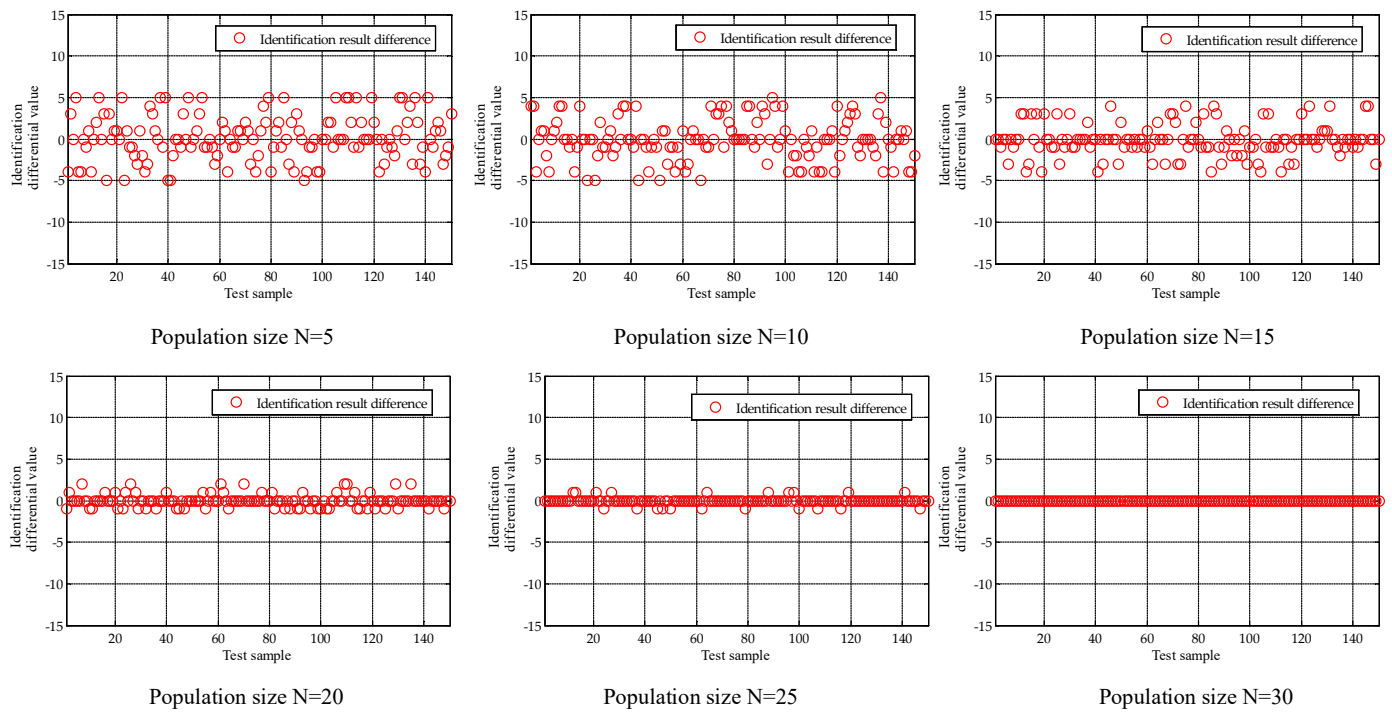 15
10
5
0
-5
-10
-15
Identification result difference
Identification
differential value
20
40
60
80
100
120
140
Test sample
Population size N=5
15
10
5
0
-5
-10
-15
Identification result difference
Identification
differential value
20
40
60
80
100
120
140
Test sample
Population size N=10
15
10
5
0
-5
-10
-15
Identification result difference
Identification
differential value
20
40
60
80
100
120
140
Test sample
Population size N=15
15
10
5
0
-5
-10
-15
Identification result difference
Identification
differential value
20
40
60
80
100
120
140
Test sample
Population size N=20
15
10
5
0
-5
-10
-15
Identification result difference
Identification
differential value
20
40
60
80
100
120
140
Test sample
Population size N=25
15
10
5
0
-5
-10
-15
Identification result difference
Identification
differential value
20
40
60
80
100
120
140
Test sample
Population size N=30